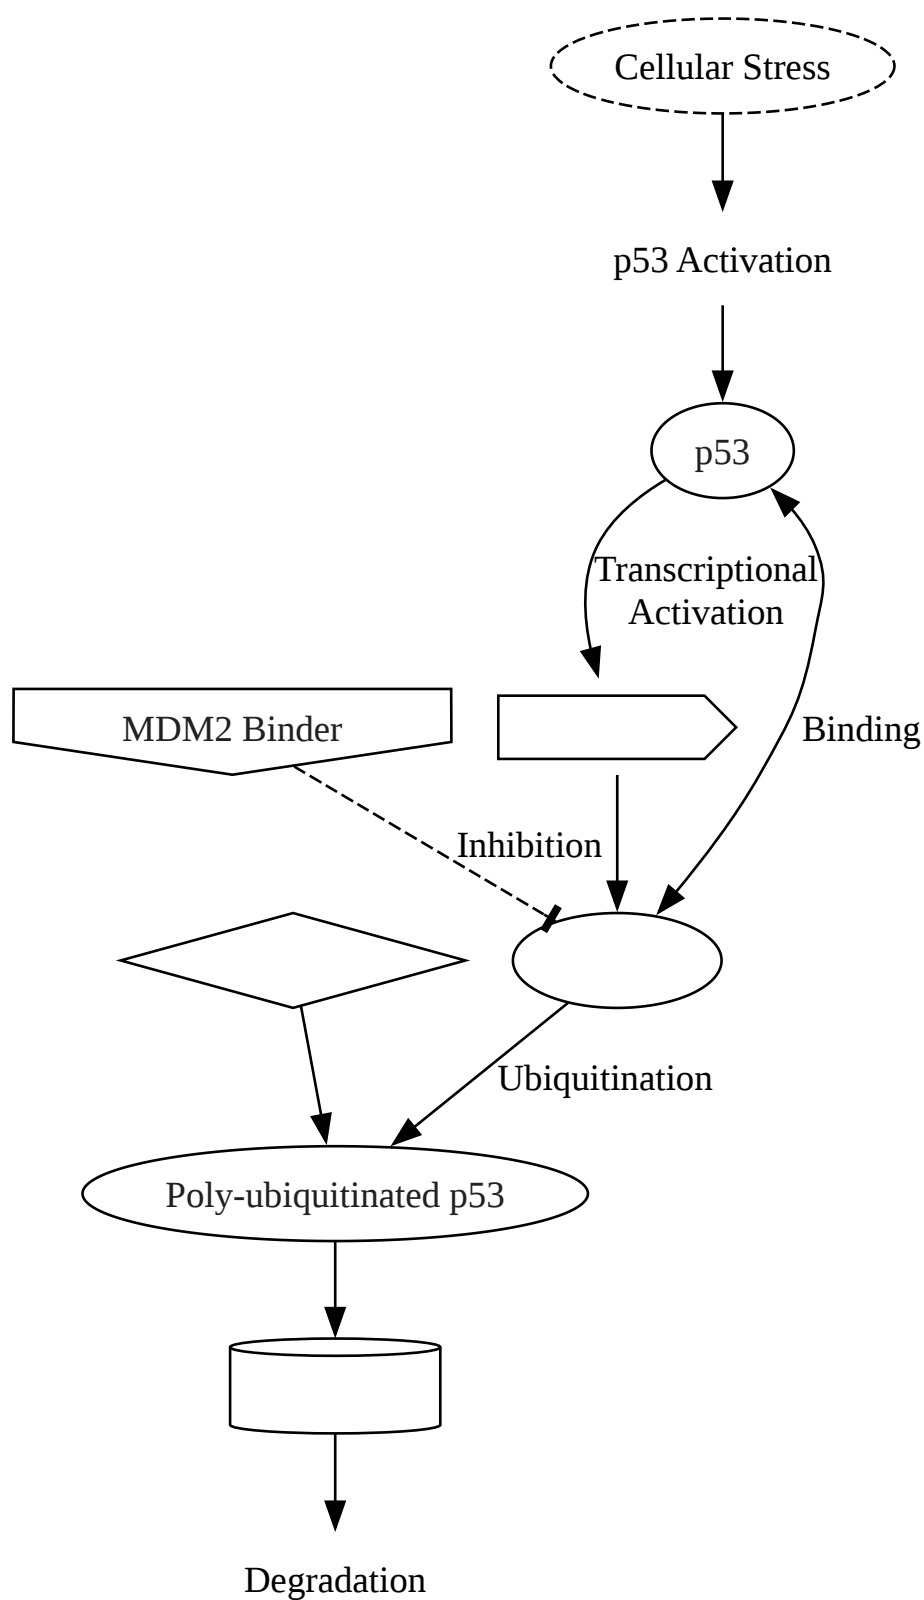 Cellular Stress
p53 Activation
p53
Transcriptional
Activation
MDM2 Binder
Binding
Inhibition
Ubiquitination
Poly-ubiquitinated p53
Degradation